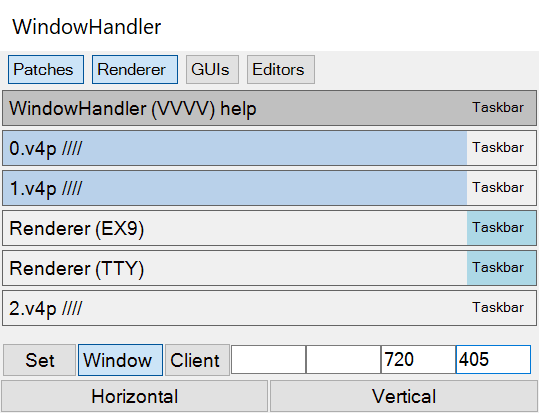 WindowHandler
Patches Renderer GUIs Editors
WindowHandler (VVVV) help Taskbar
0.v4p //// Taskbar
1.v4p //// Taskbar
Renderer (EX9) Taskbar
Renderer (TTY) Taskbar
2.v4p //// Taskbar
Set Window Client 720 405
Horizontal Vertical